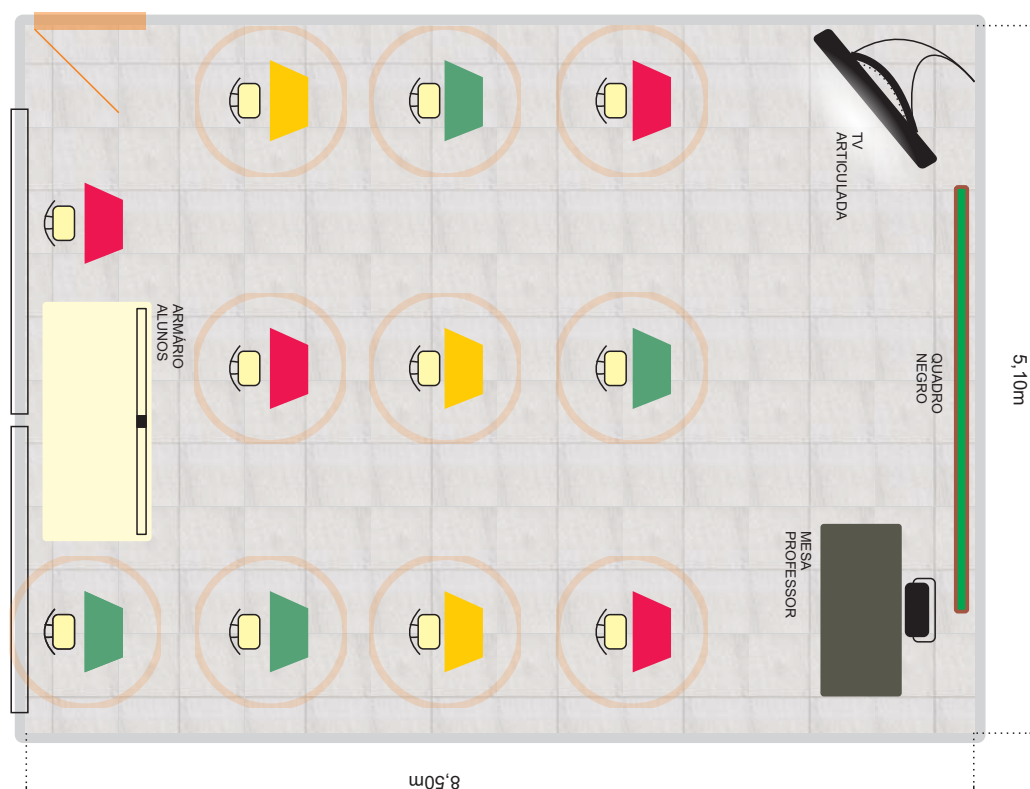 TV
ARTICULADA
ARMÁRIO
ALUNOS
QUADRO
NEGRO
5,10m
MESA
PROFESSOR
8,50m